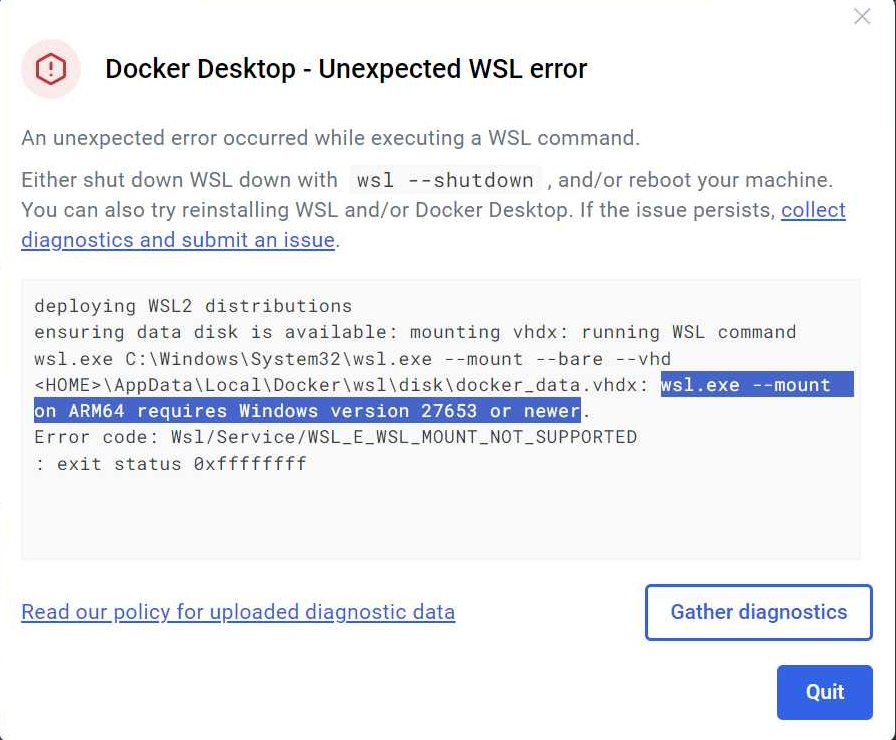 Docker Desktop - Unexpected WSL error
An unexpected error occurred while executing a WSL command.
Either shut down WSL down with wsl --shutdown , and/or reboot your machine.
You can also try reinstalling WSL and/or Docker Desktop. If the issue persists, collect
diagnostics and submit an issue.
deploying WSL2 distributions
ensuring data disk is available: mounting vhdx: running WSL command
wsl.exe C:\Windows\System32\wsl.exe --mount --bare --vhd
<HOME>\AppData\Local\Docker\wsl\disk\docker_data.vhdx: wsl.exe --mount
on ARM64 requires Windows version 27653 or newer.
Error code: Wsl/Service/WSL_E_WSL_MOUNT_NOT_SUPPORTED
: exit status 0xffffffff
Read our policy for uploaded diagnostic data
Gather diagnostics
Quit